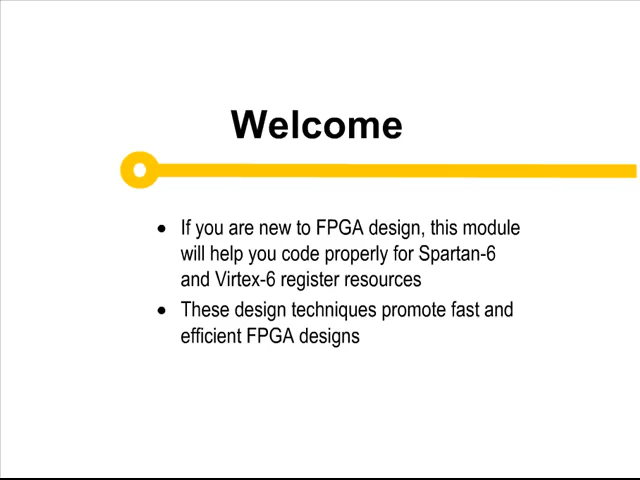 Welcome
• If you are new to FPGA design, this module
will help you code properly for Spartan-6
and Virtex-6 register resources
• These design techniques promote fast and
efficient FPGA designs